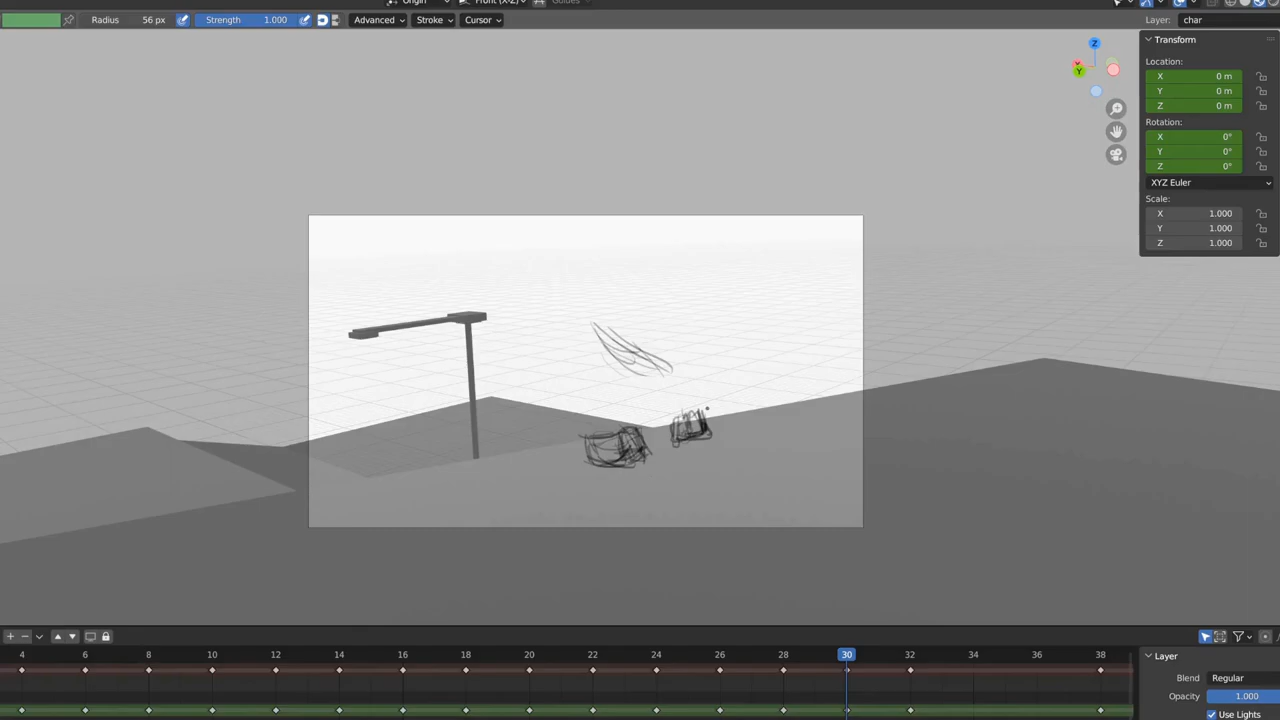 Origin Front (X-Z) Guides
Radius 56 px Strength 1.000 Advanced Stroke Cursor Layer: char
Z
Y
Transform
Location:
X 0 m
Y 0 m
Z 0 m
Rotation:
X 0°
Y 0°
Z 0°
XYZ Euler
Scale:
X 1.000
Y 1.000
Z 1.000
4 6 8 10 12 14 16 18 20 22 24 26 28 30 32 34 36 38
Layer
Blend Regular
Opacity 1.000
Use Lights